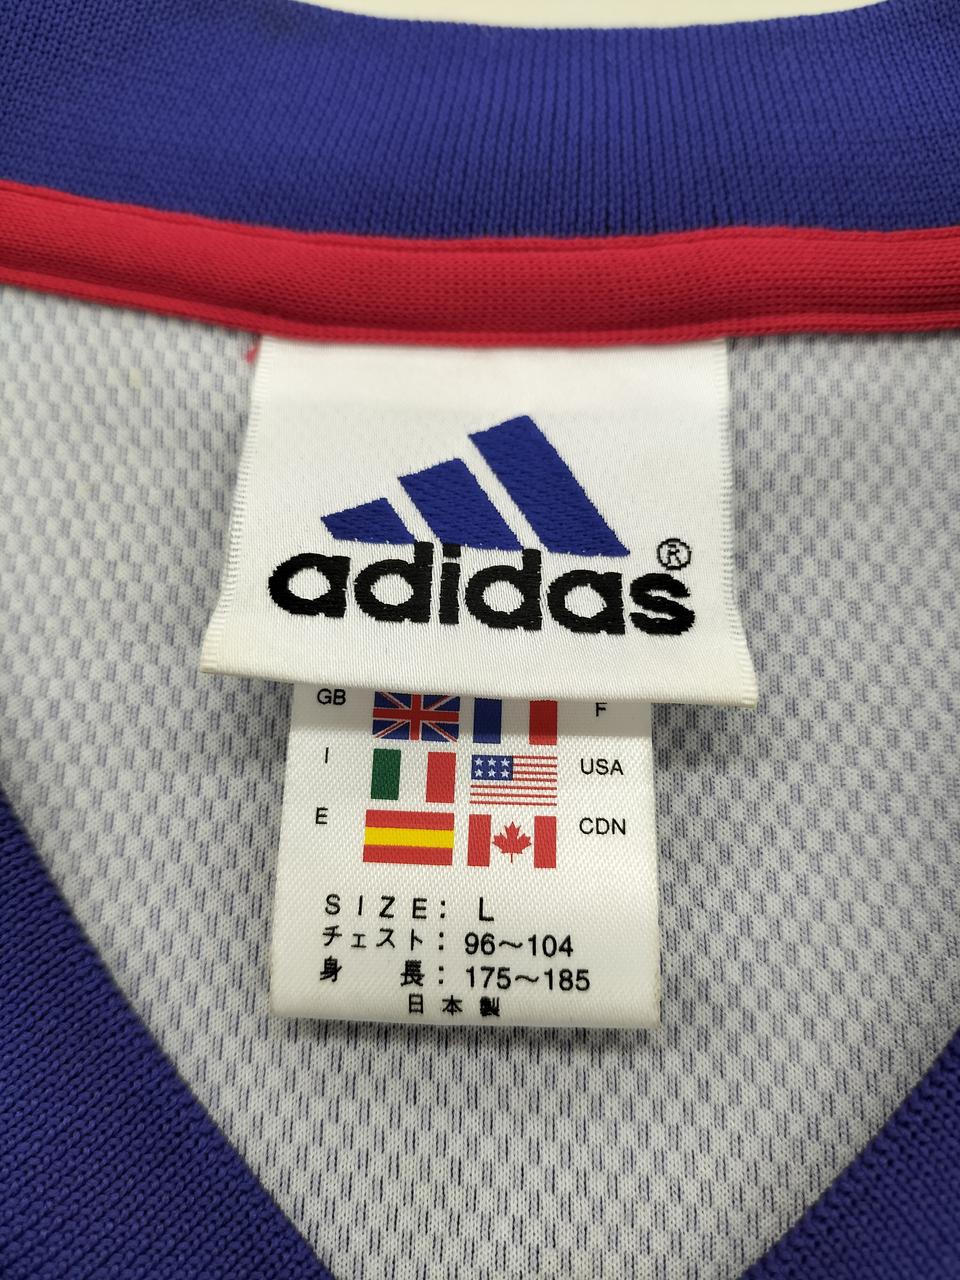 adidas®
GB F
I USA
E CDN
SIZE: L
チェスト: 96〜104
身 長: 175〜185
日本製